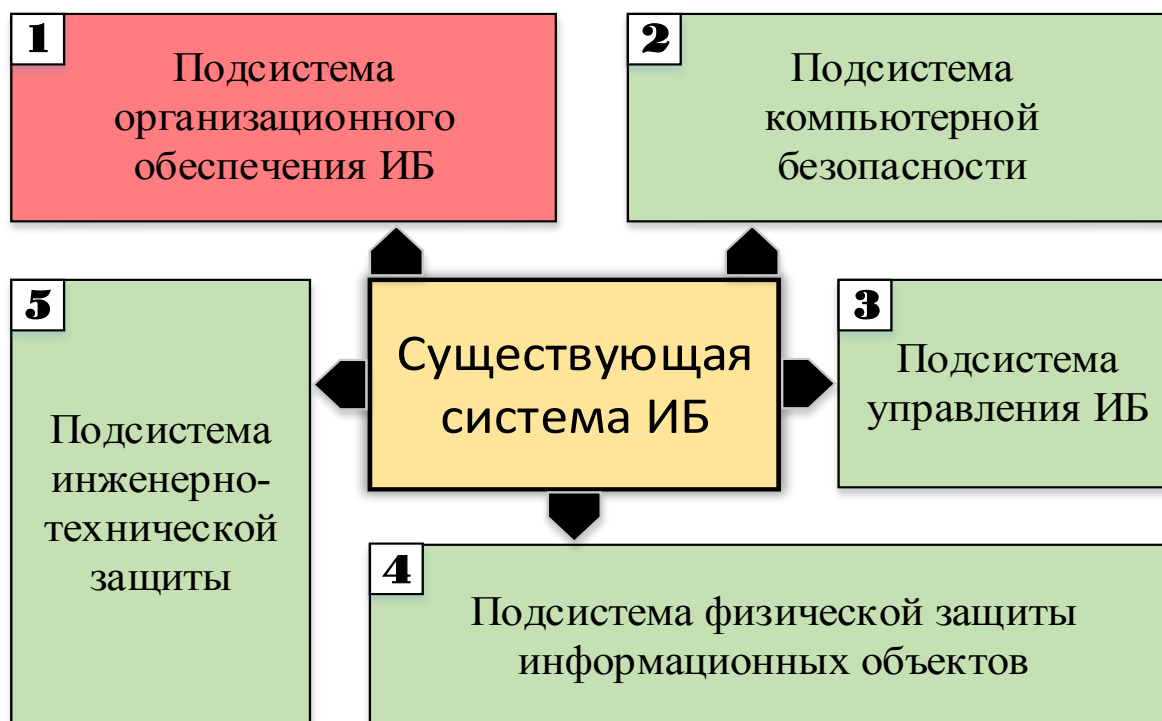 1
Подсистема
организационного
обеспечения ИБ
2
Подсистема
компьютерной
безопасности
Существующая
система ИБ
3
Подсистема
управления ИБ
5
Подсистема
инженерно-
технической
защиты
4
Подсистема физической защиты
информационных объектов